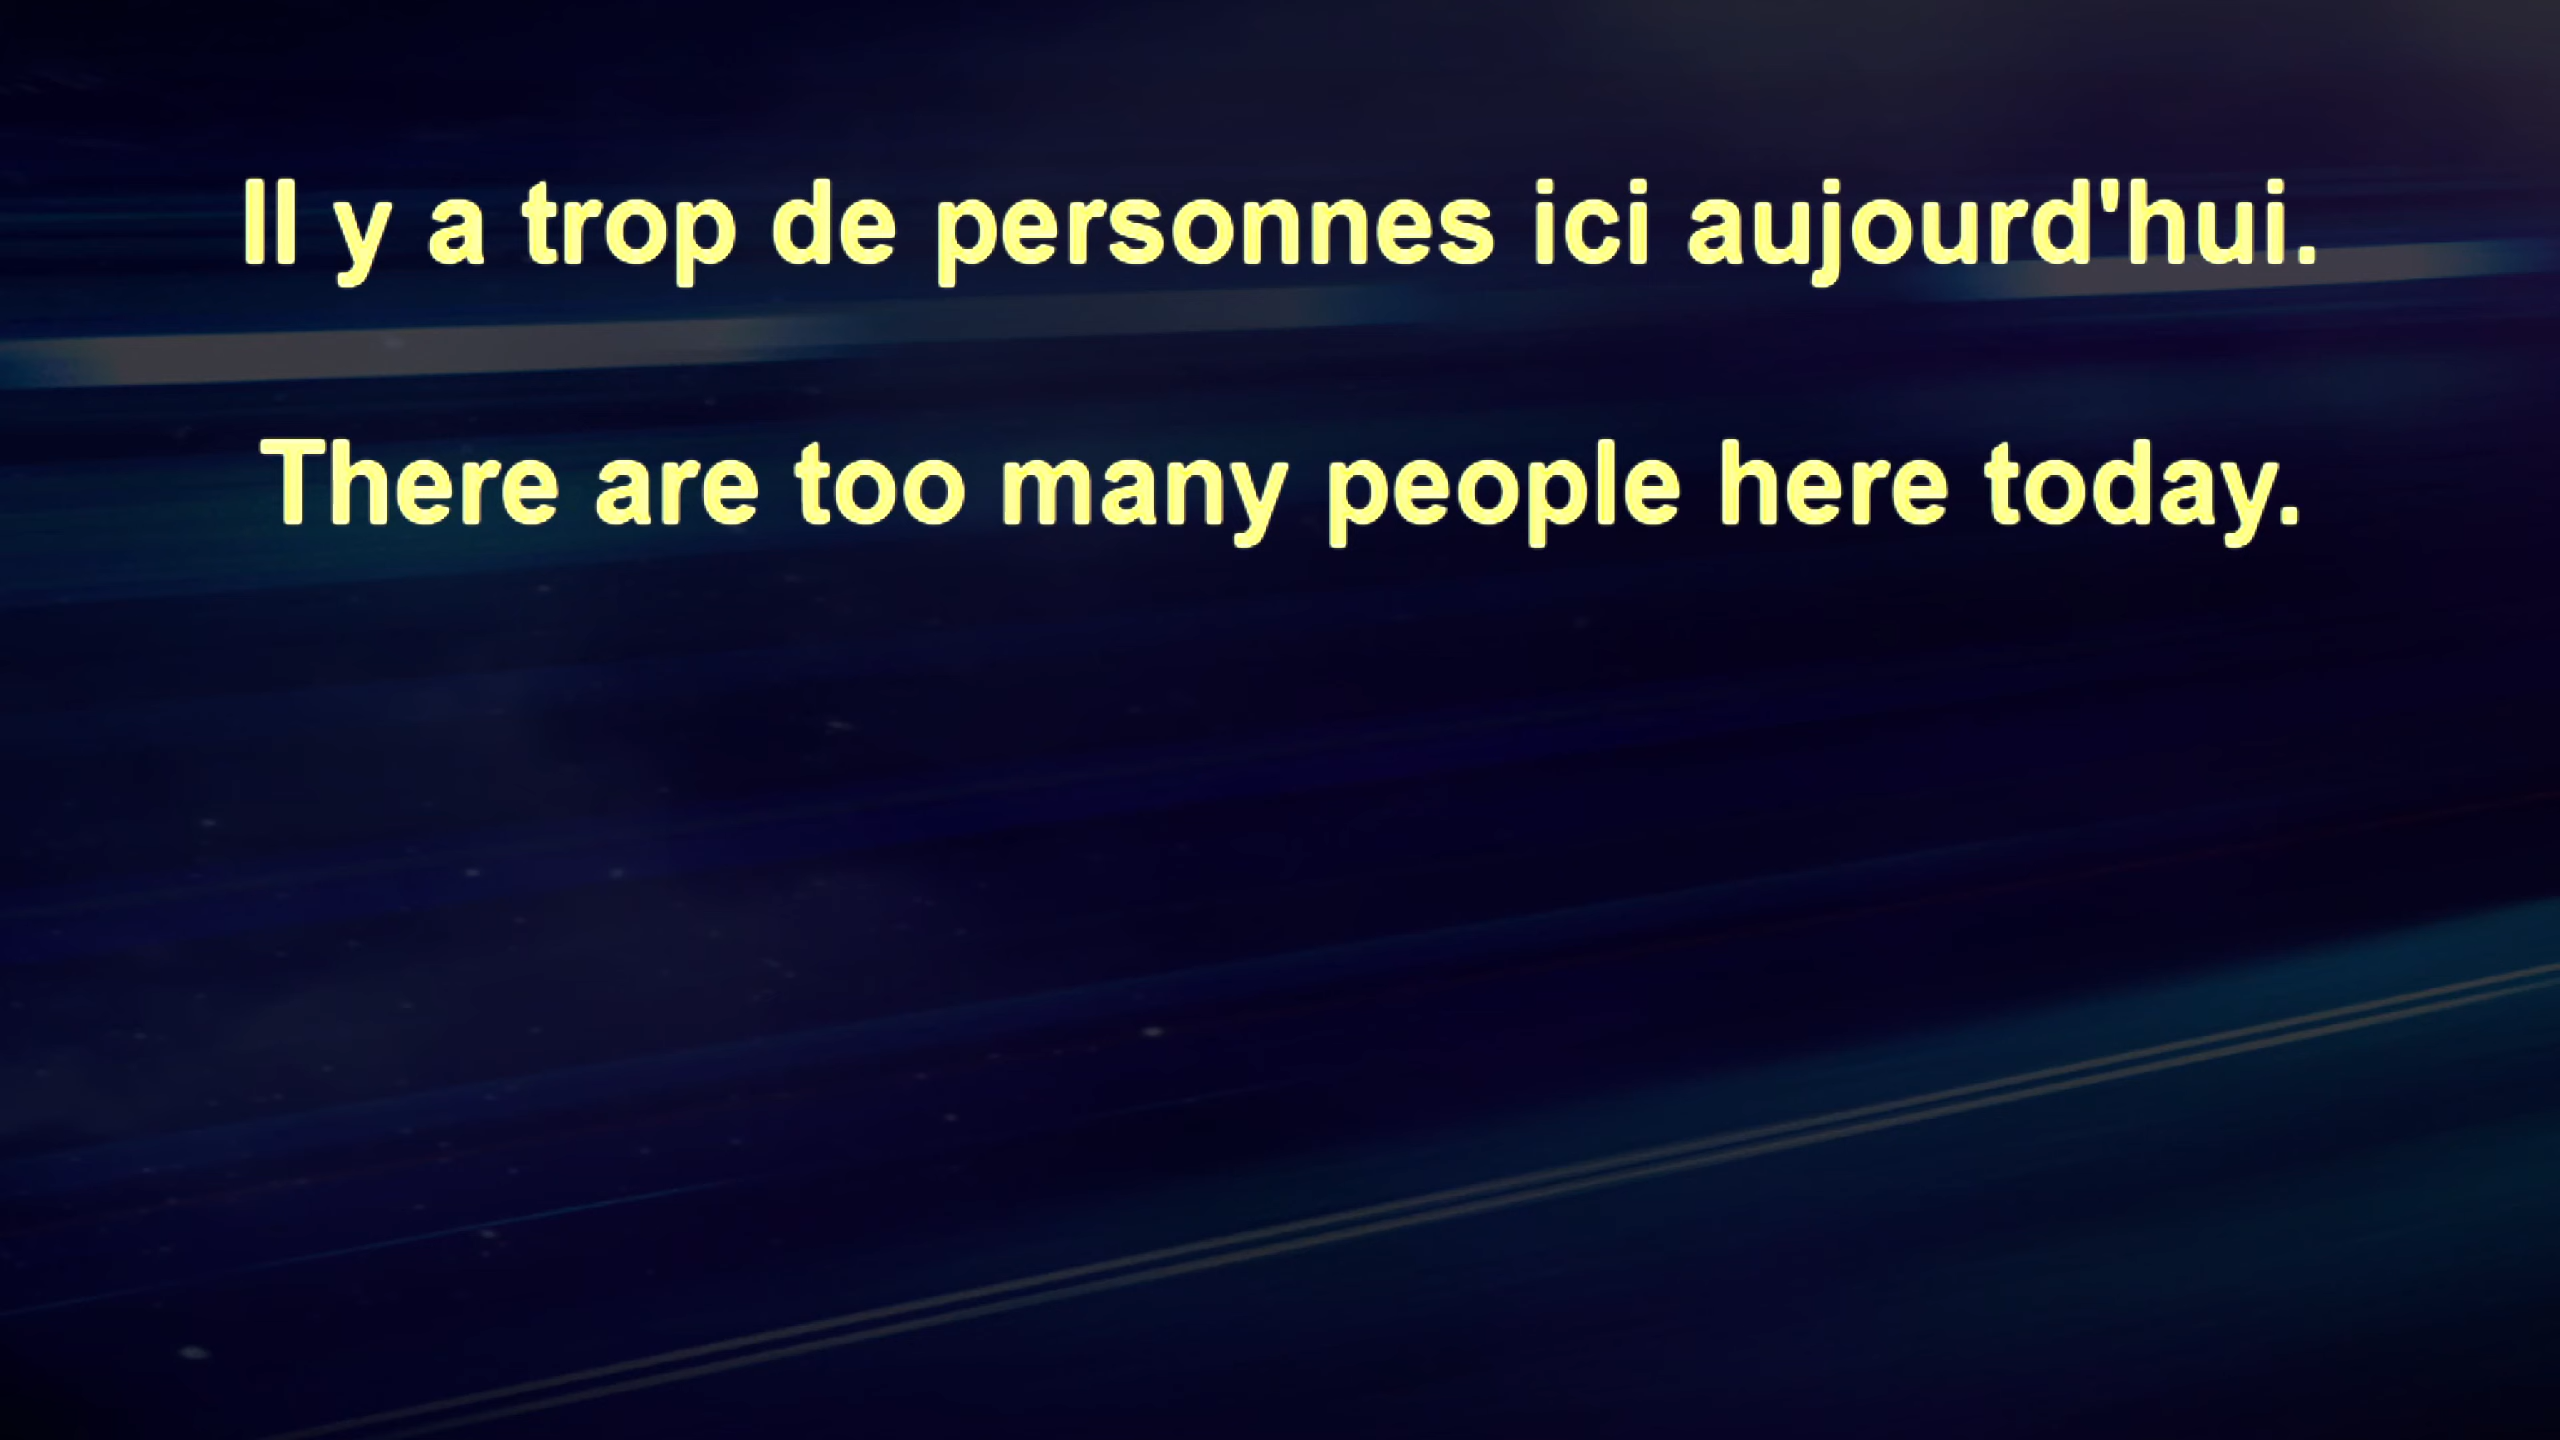 Il y a trop de personnes ici aujourd'hui.
There are too many people here today.